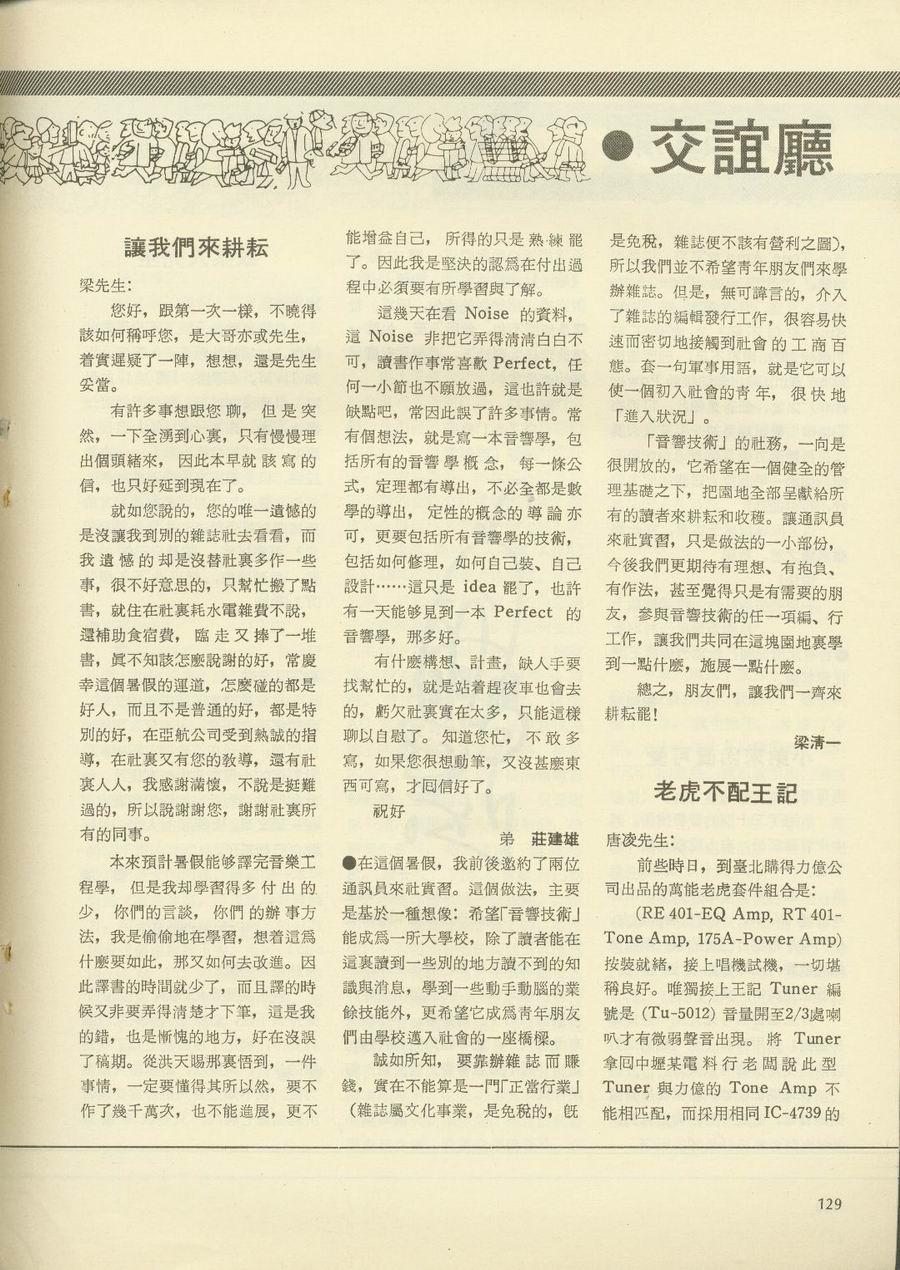 ●交誼廳
讓我們來耕耘
梁先生：
您好，跟第一次一樣，不曉得
該如何稱呼您，是大哥亦或先生，
着實遲疑了一陣，想想，還是先生
妥當。
有許多事想跟您聊，但是突
然，一下全湧到心裏，只有慢慢理
出個頭緒來，因此本早就該寫的
信，也只好延到現在了。
就如您說的，您的唯一遺憾的
是沒讓我到別的雜誌社去看看，而
我遺憾的却是沒替社裏多作一些
事，很不好意思的，只幫忙搬了點
書，就住在社裏耗水電雜費不說，
還補助食宿費，臨走又捧了一堆
書，眞不知該怎麽說謝的好，常慶
幸這個暑假的運道，怎麽碰的都是
好人，而且不是普通的好，都是特
別的好，在亞航公司受到熱誠的指
導，在社裏又有您的敎導，還有社
裏人人，我感謝滿懷，不說是挺難
過的，所以說謝謝您，謝謝社裏所
有的同事。
本來預計暑假能够譯完音樂工
程學，但是我却學習得多付出的
少，你們的言談，你們的辦事方
法，我是偷偷地在學習，想着這爲
什麽要如此，那又如何去改進。因
此譯書的時間就少了，而且譯的時
候又非要弄得淸楚才下筆，這是我
的錯，也是慚愧的地方，好在沒誤
了稿期。從洪天賜那裏悟到，一件
事情，一定要懂得其所以然，要不
作了幾千萬次，也不能進展，更不
能增益自己，所得的只是熟練罷
了。因此我是堅決的認爲在付出過
程中必須要有所學習與了解。
這幾天在看 Noise 的資料，
這 Noise 非把它弄得淸淸白白不
可，讀書作事常喜歡 Perfect，任
何一小節也不願放過，這也許就是
缺點吧，常因此誤了許多事情。常
有個想法，就是寫一本音響學，包
括所有的音響學概念，每一條公
式，定理都有導出，不必全都是數
學的導出，定性的概念的導論亦
可，更要包括所有音響學的技術，
包括如何修理，如何自己裝、自己
設計……這只是 idea 罷了，也許
有一天能够見到一本 Perfect 的
音響學，那多好。
有什麽構想、計畫，缺人手要
找幫忙的，就是站着趕夜車也會去
的，虧欠社裏實在太多，只能這樣
聊以自慰了。知道您忙，不敢多
寫，如果您很想動筆，又沒甚麽東
西可寫，才囘信好了。
祝好
弟　莊建雄
●在這個暑假，我前後邀約了兩位
通訊員來社實習。這個做法，主要
是基於一種想像：希望「音響技術」
能成爲一所大學校，除了讀者能在
這裏讀到一些別的地方讀不到的知
識與消息，學到一些動手動腦的業
餘技能外，更希望它成爲靑年朋友
們由學校邁入社會的一座橋樑。
誠如所知，要靠辦雜誌而賺
錢，實在不能算是一門「正當行業」
（雜誌屬文化事業，是免稅的，旣
是免稅，雜誌便不該有營利之圖），
所以我們並不希望靑年朋友們來學
辦雜誌。但是，無可諱言的，介入
了雜誌的編輯發行工作，很容易快
速而密切地接觸到社會的工商百
態。套一句軍事用語，就是它可以
使一個初入社會的靑年，很快地
「進入狀況」。
「音響技術」的社務，一向是
很開放的，它希望在一個健全的管
理基礎之下，把園地全部呈獻給所
有的讀者來耕耘和收穫。讓通訊員
來社實習，只是做法的一小部份，
今後我們更期待有理想、有抱負、
有作法，甚至覺得只是有需要的朋
友，參與音響技術的任一項編、行
工作，讓我們共同在這塊園地裏學
到一點什麽，施展一點什麽。
總之，朋友們，讓我們一齊來
耕耘罷！
梁淸一
老虎不配王記
唐凌先生：
前些時日，到臺北購得力億公
司出品的萬能老虎套件組合是：
(RE 401-EQ Amp, RT 401-
Tone Amp, 175A-Power Amp)
按裝就緒，接上唱機試機，一切堪
稱良好。唯獨接上王記 Tuner 編
號是 (Tu-5012) 音量開至2/3處喇
叭才有微弱聲音出現。將 Tuner
拿囘中壢某電料行老闆說此型
Tuner 與力億的 Tone Amp 不
能相匹配，而採用相同 IC-4739 的
129